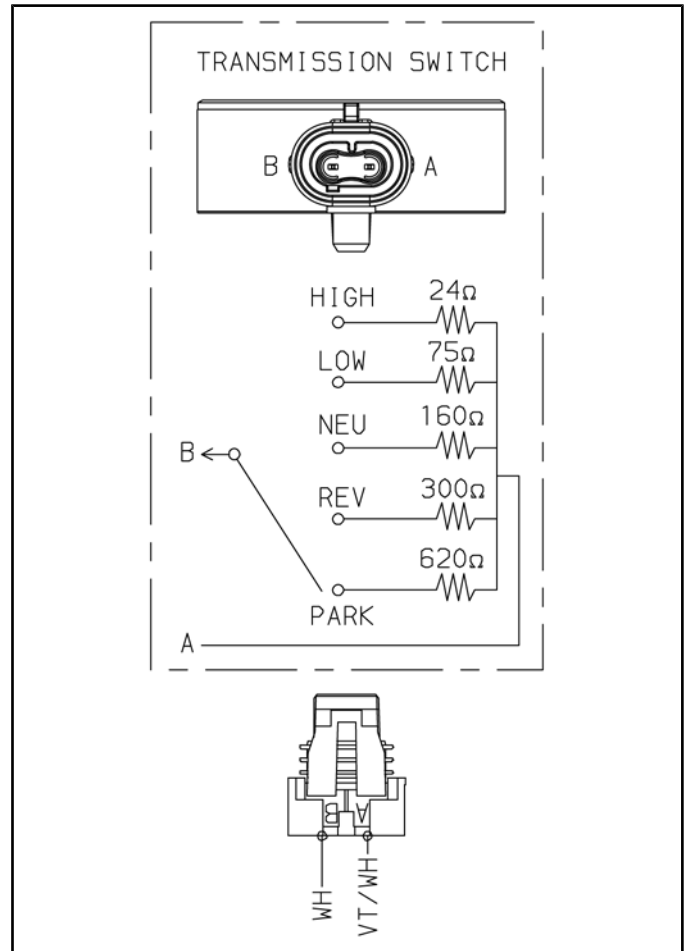 TRANSMISSION SWITCH
B A
HIGH 24Ω
LOW 75Ω
NEU 160Ω
B
REV 300Ω
620Ω
PARK
A
B A
WH VT/WH